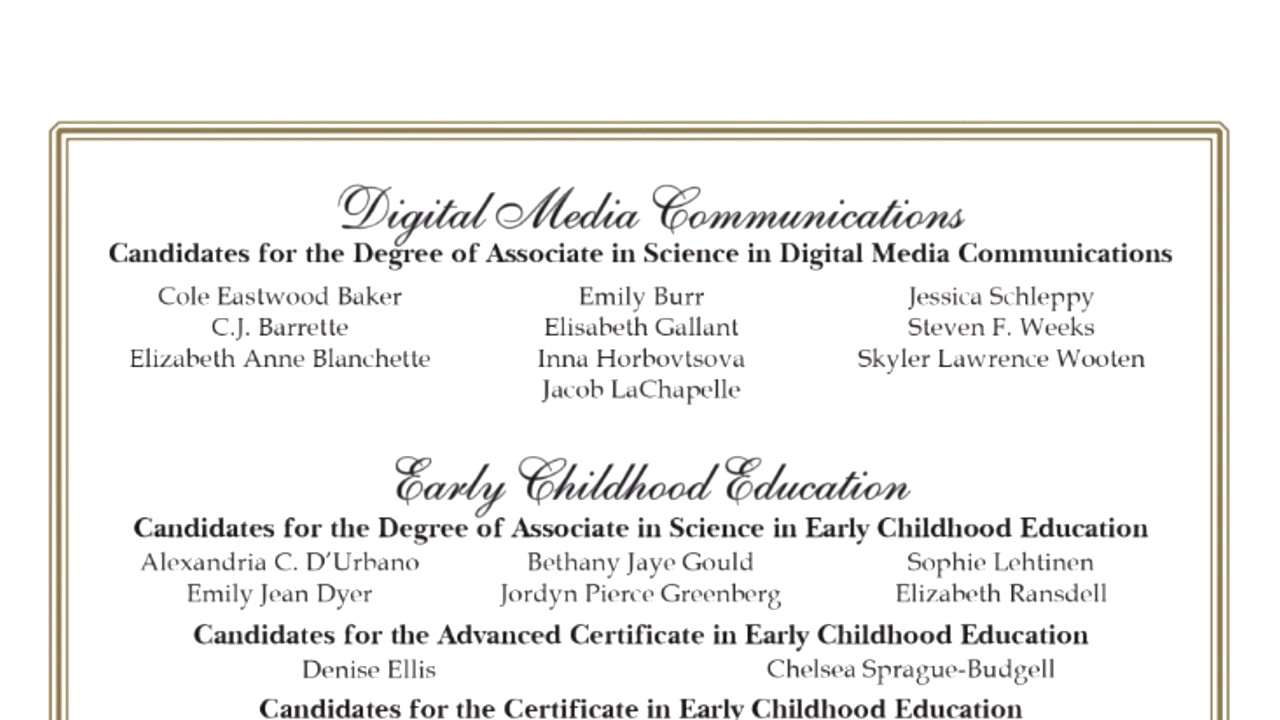 Digital Media Communications
Candidates for the Degree of Associate in Science in Digital Media Communications
Cole Eastwood Baker Emily Burr Jessica Schleppy
C.J. Barrette Elisabeth Gallant Steven F. Weeks
Elizabeth Anne Blanchette Inna Horbovtsova Skyler Lawrence Wooten
Jacob LaChapelle
Early Childhood Education
Candidates for the Degree of Associate in Science in Early Childhood Education
Alexandria C. D’Urbano Bethany Jaye Gould Sophie Lehtinen
Emily Jean Dyer Jordyn Pierce Greenberg Elizabeth Ransdell
Candidates for the Advanced Certificate in Early Childhood Education
Denise Ellis Chelsea Sprague-Budgell
Candidates for the Certificate in Early Childhood Education